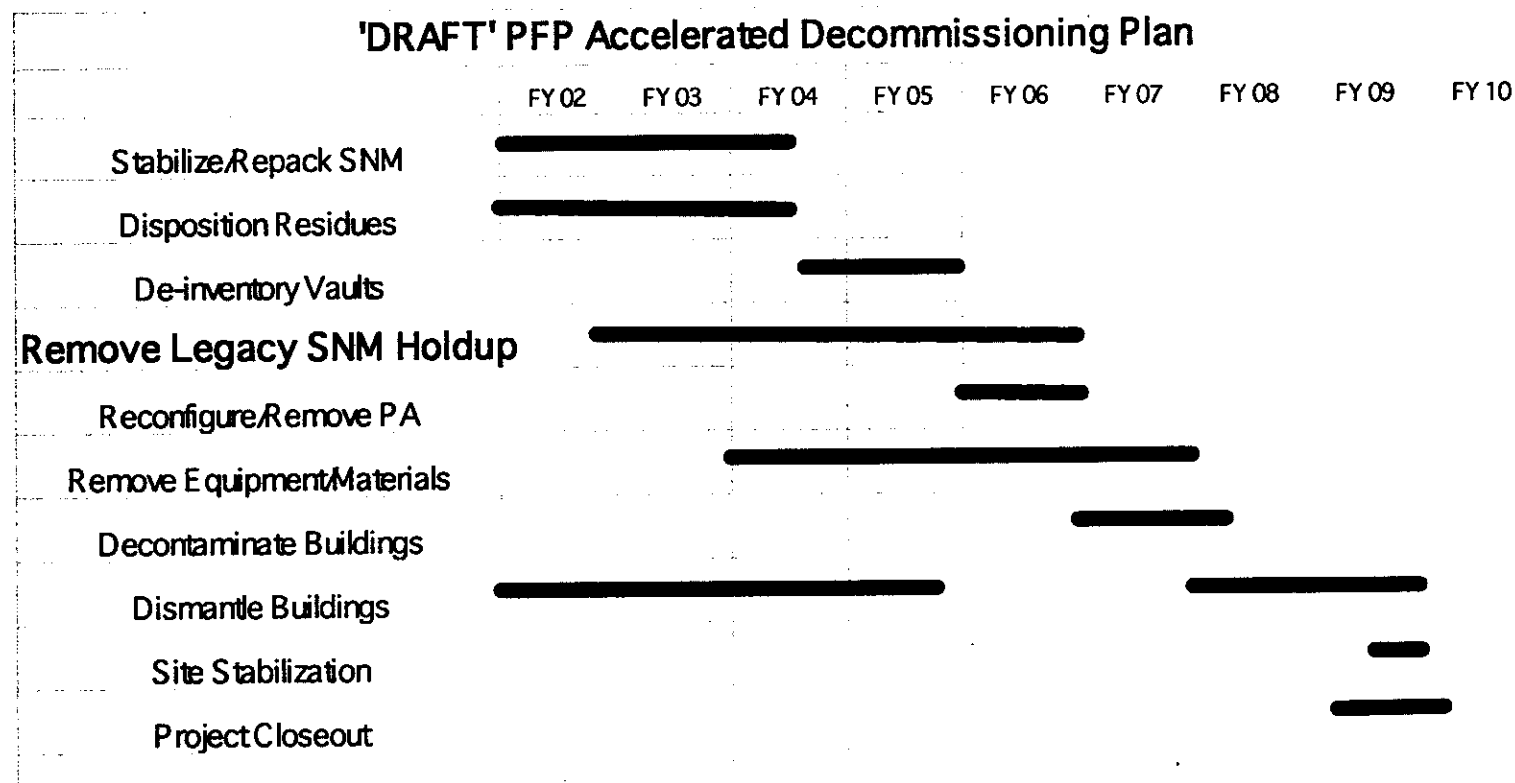 'DRAFT' PFP Accelerated Decommissioning Plan
FY 02 FY 03 FY 04 FY 05 FY 06 FY 07 FY 08 FY 09 FY 10
Stabilize/Repack SNM
Disposition Residues
De-inventory Vaults
Remove Legacy SNM Holdup
Reconfigure/Remove PA
Remove Equipment/Materials
Decontaminate Buildings
Dismantle Buildings
Site Stabilization
Project Closeout